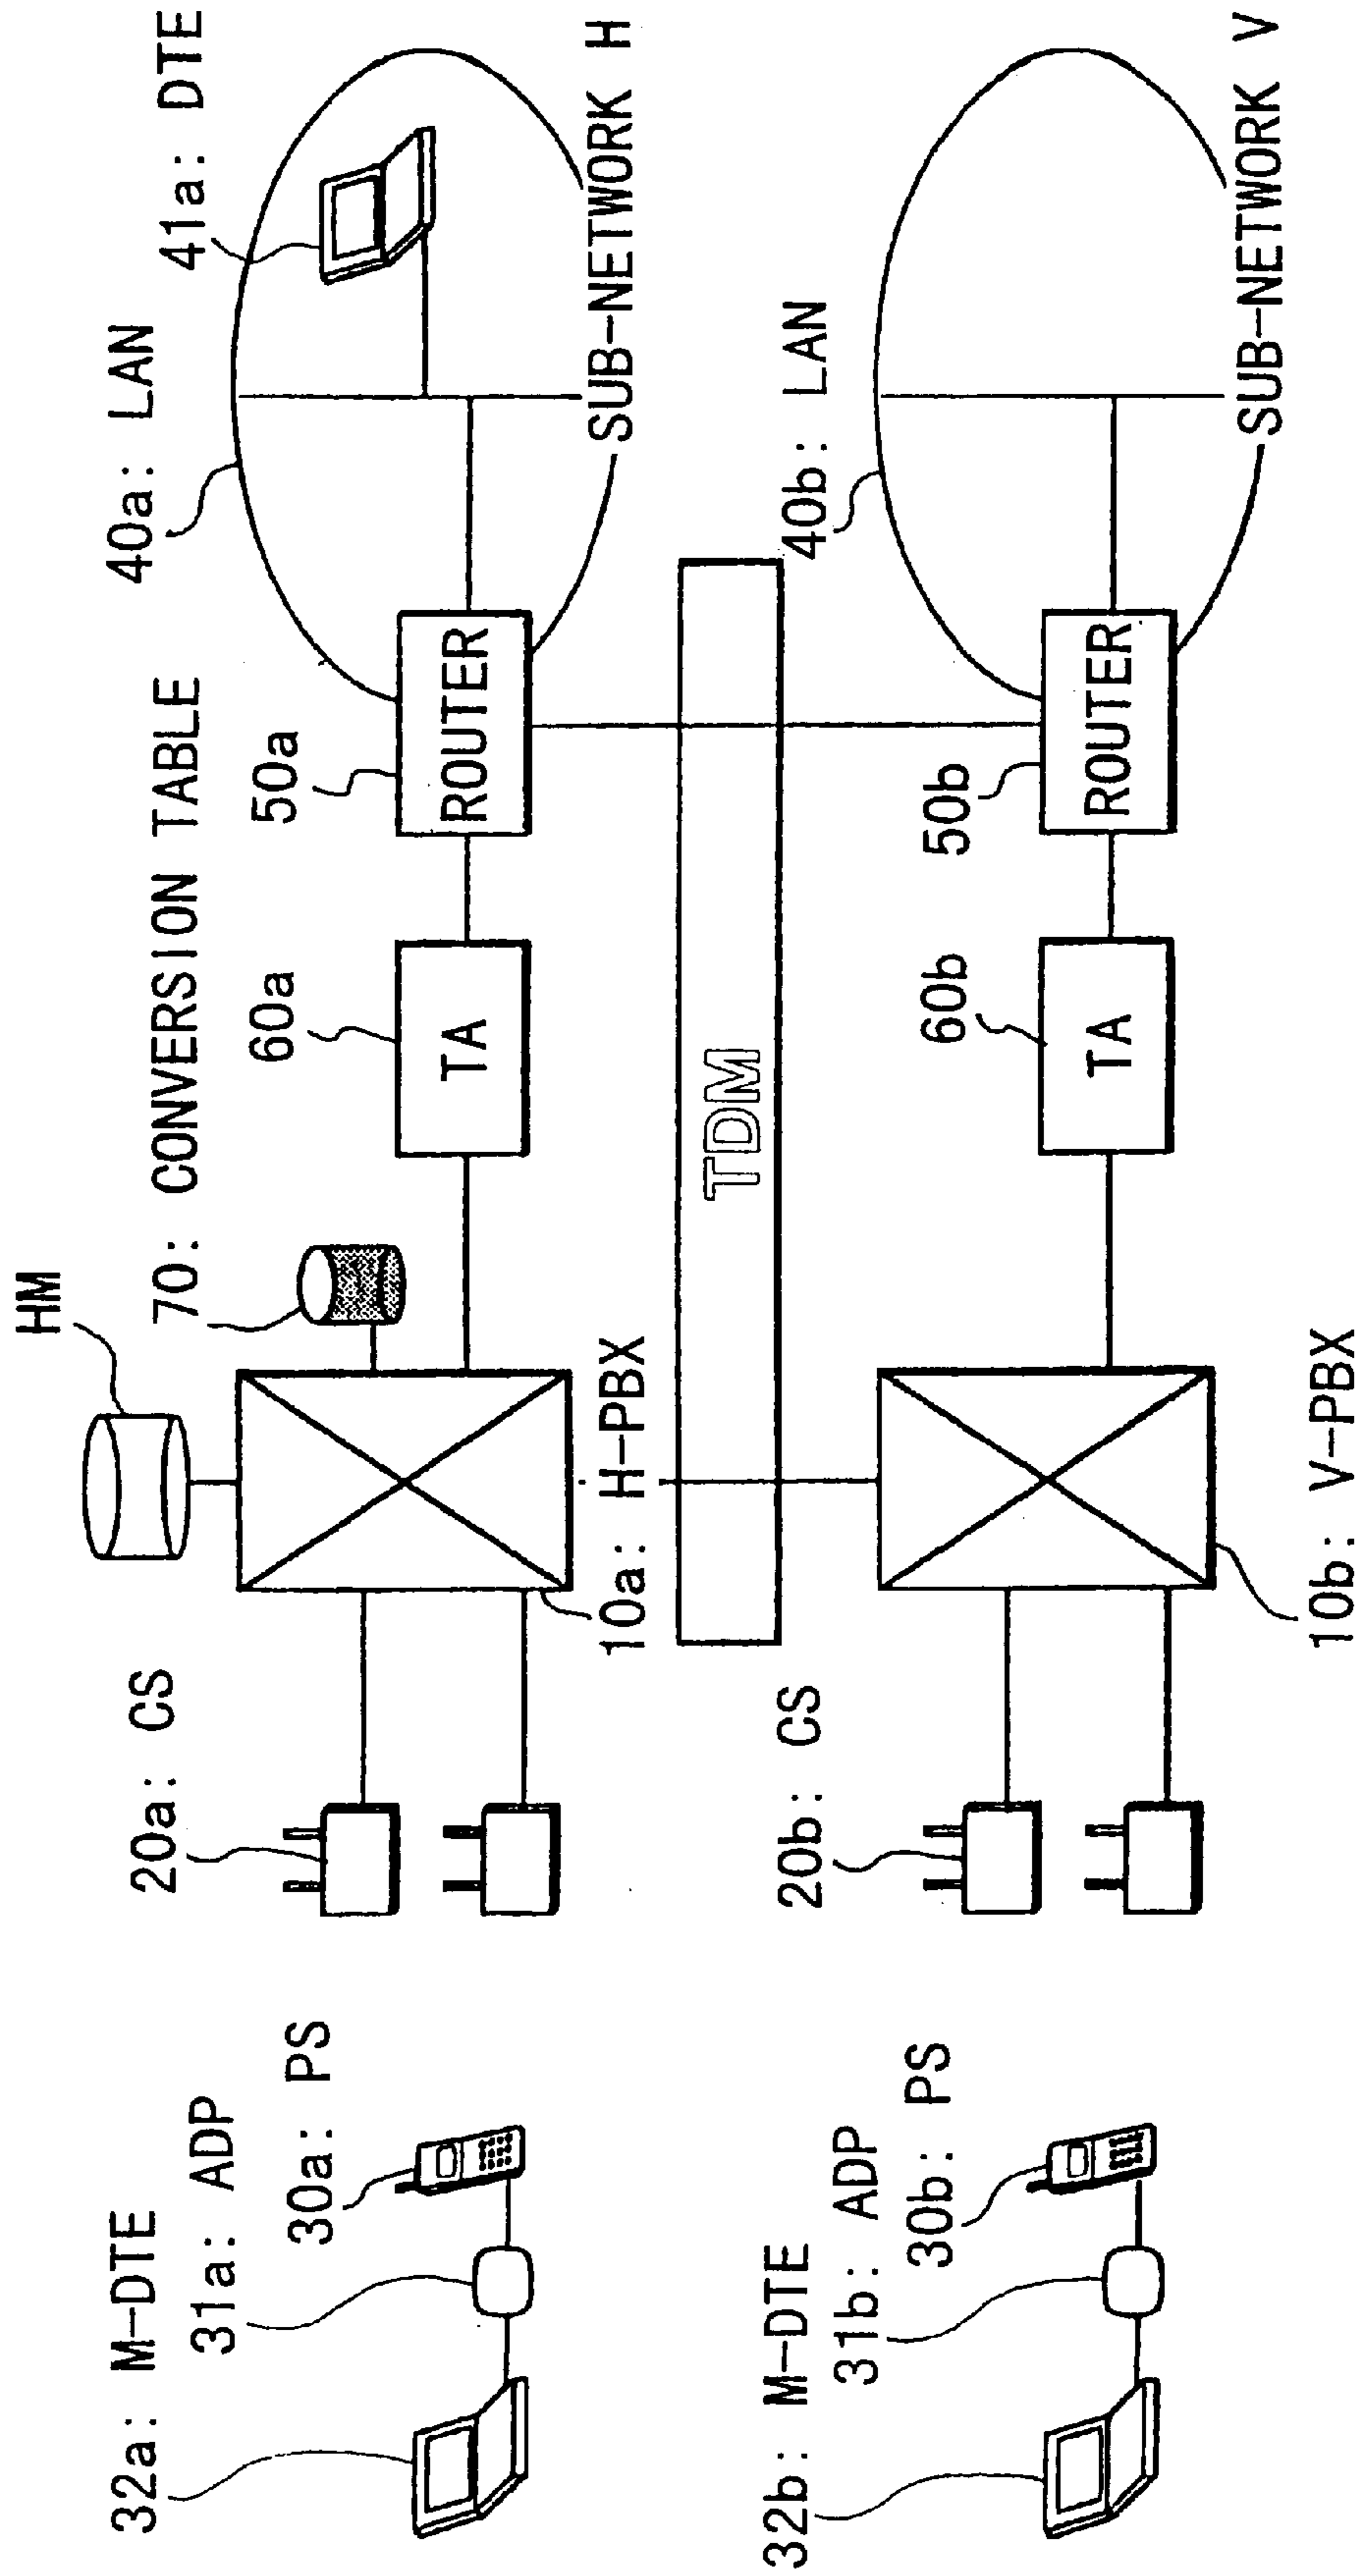 HM
70: CONVERSION TABLE
40a: LAN
41a: DTE
32a: M-DTE
31a: ADP
30a: PS
20a: CS
10a: H-PBX
60a
TA
50a
ROUTER
SUB-NETWORK H
TDM
32b: M-DTE
31b: ADP
30b: PS
20b: CS
10b: V-PBX
60b
TA
50b
ROUTER
40b: LAN
SUB-NETWORK V